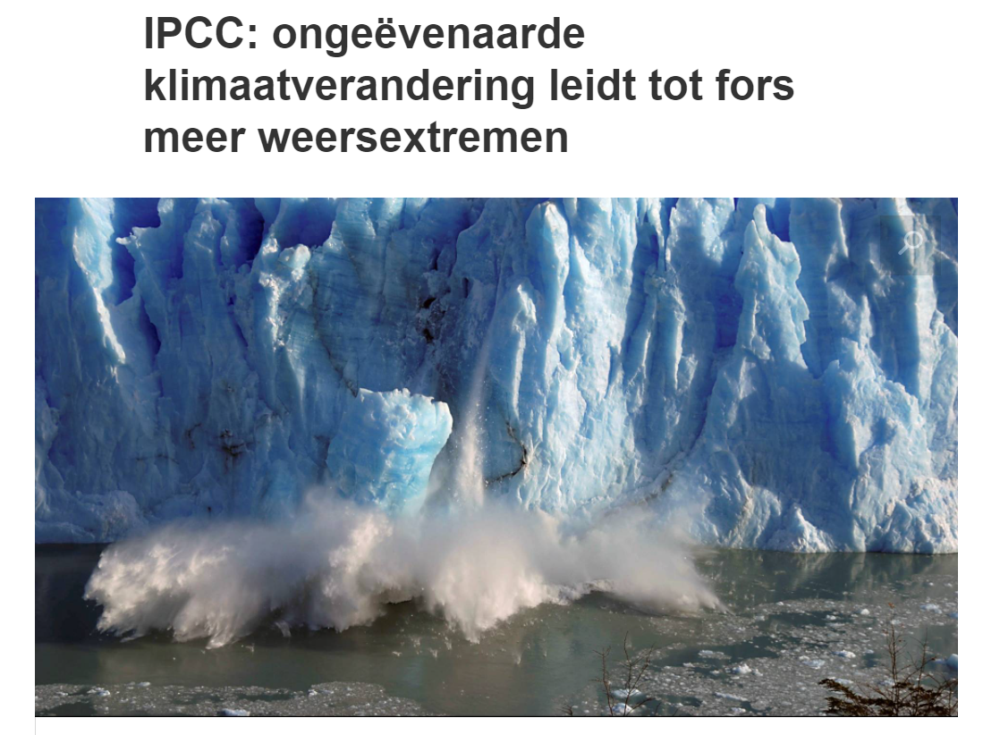 IPCC: ongeëvenaarde
klimaatverandering leidt tot fors
meer weersextremen